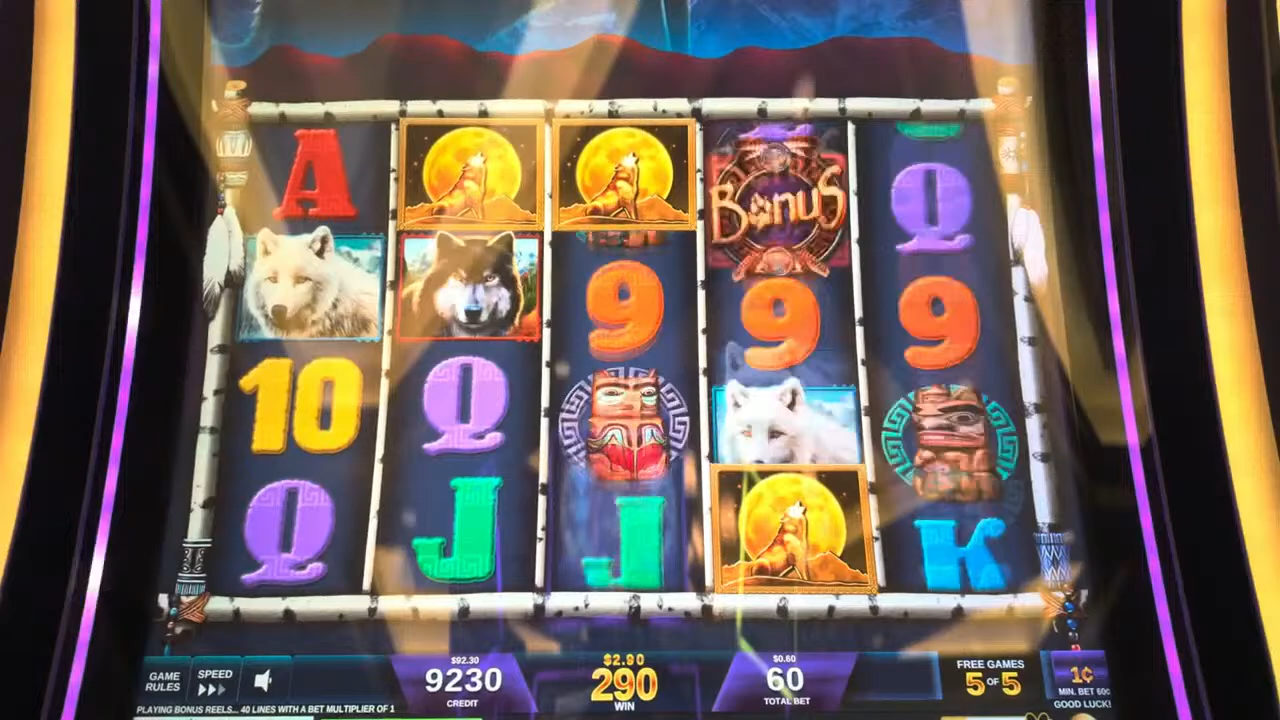 A
Bonus
Q
9
9
9
10
Q
Q
J
J
K
GAME RULES
SPEED
$92.30
9230
CREDIT
$2.90
290
WIN
$0.60
60
TOTAL BET
FREE GAMES
5 OF 5
1¢
MIN. BET 60¢
PLAYING BONUS REELS... 40 LINES WITH A BET MULTIPLIER OF 1
GOOD LUCK!